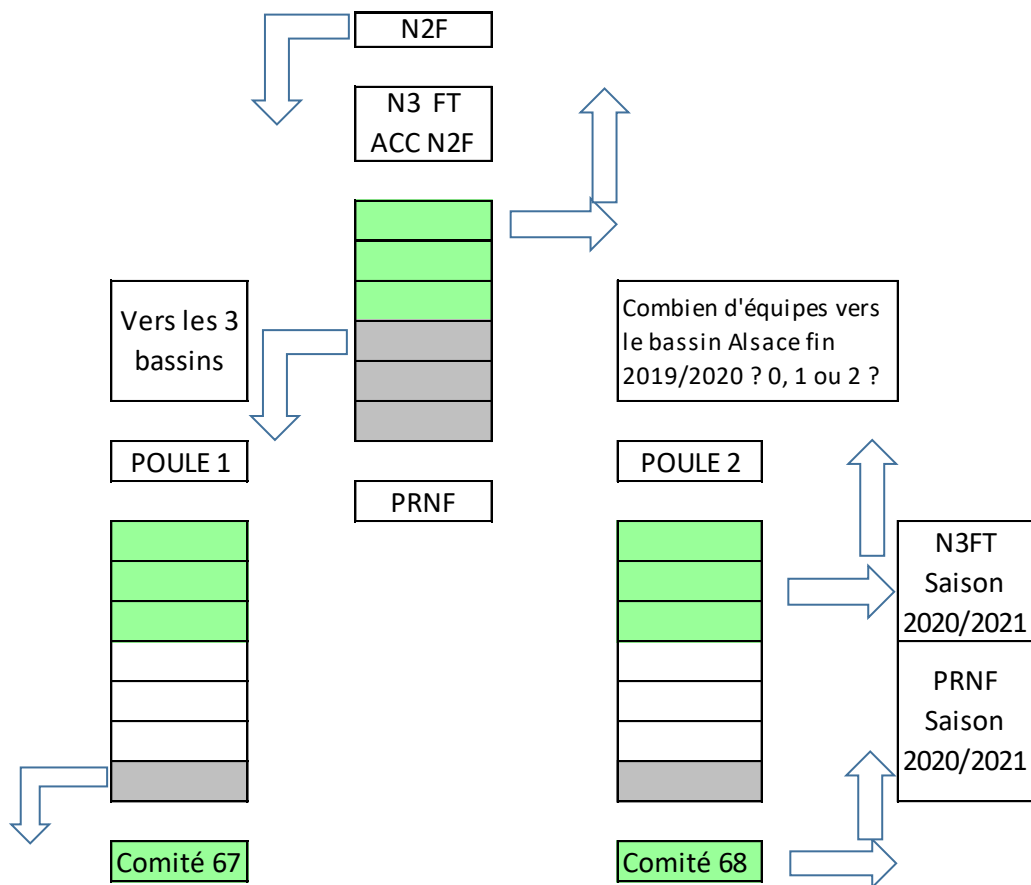 N2F
N3 FT
ACC N2F
Vers les 3
bassins
Combien d'équipes vers
le bassin Alsace fin
2019/2020 ? 0, 1 ou 2 ?
POULE 1
POULE 2
PRNF
N3FT
Saison
2020/2021
PRNF
Saison
2020/2021
Comité 67
Comité 68